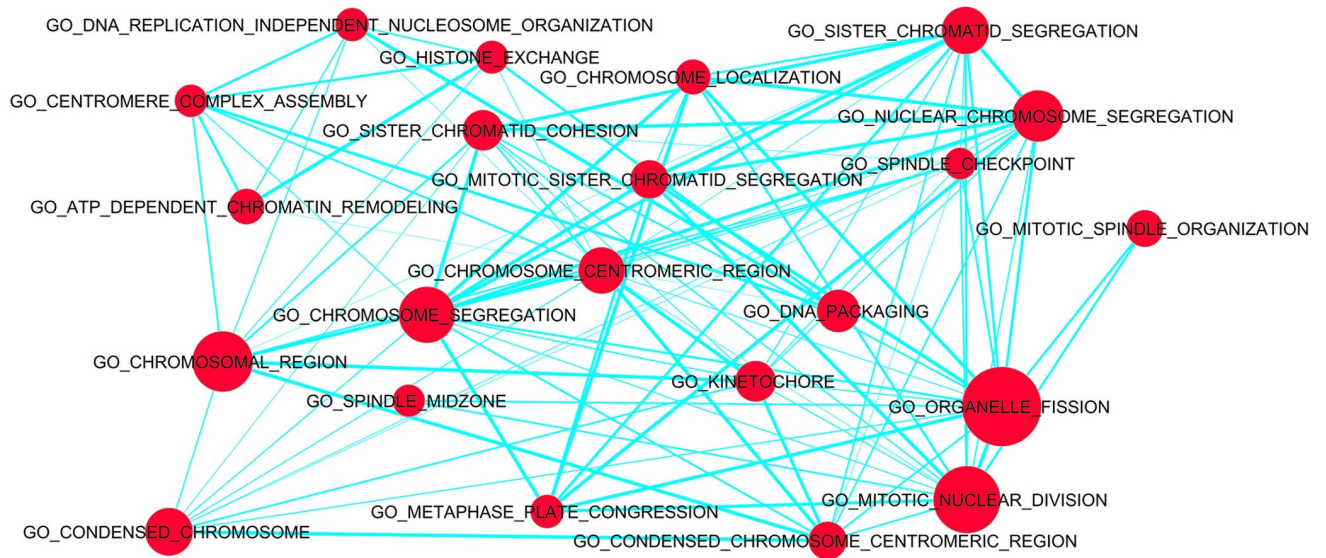 GO_DNA_REPLICATION_INDEPENDENT_NUCLEOSOME_ORGANIZATION
GO_SISTER_CHROMATID_SEGREGATION
GO_HISTONE_EXCHANGE
GO_CHROMOSOME_LOCALIZATION
GO_CENTROMERE_COMPLEX_ASSEMBLY
GO_NUCLEAR_CHROMOSOME_SEGREGATION
GO_SISTER_CHROMATID_COHESION
GO_SPINDLE_CHECKPOINT
GO_MITOTIC_SISTER_CHROMATID_SEGREGATION
GO_ATP_DEPENDENT_CHROMATIN_REMODELING
GO_MITOTIC_SPINDLE_ORGANIZATION
GO_CHROMOSOME_CENTROMERIC_REGION
GO_CHROMOSOME_SEGREGATION
GO_DNA_PACKAGING
GO_CHROMOSOMAL_REGION
GO_KINETOCHORE
GO_SPINDLE_MIDZONE
GO_ORGANELLE_FISSION
GO_MITOTIC_NUCLEAR_DIVISION
GO_METAPHASE_PLATE_CONGRESSION
GO_CONDENSED_CHROMOSOME
GO_CONDENSED_CHROMOSOME_CENTROMERIC_REGION